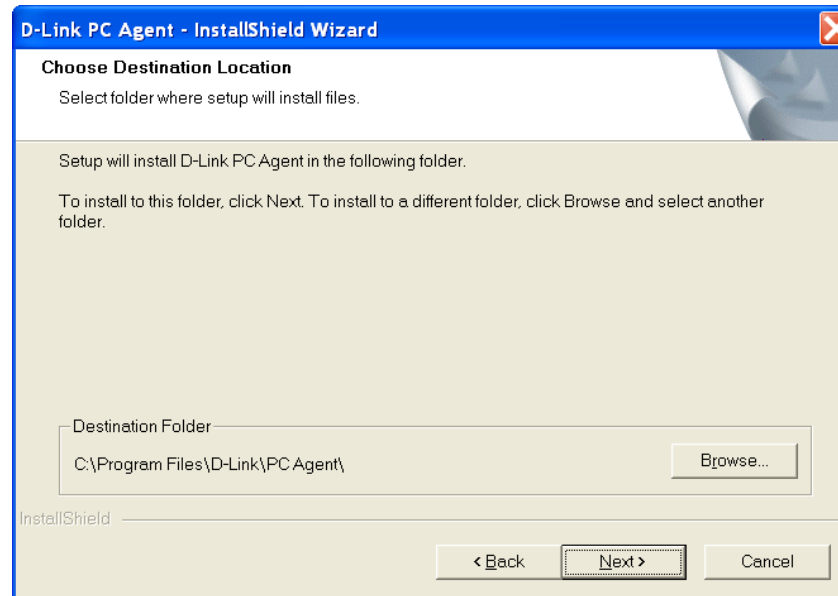 D-Link PC Agent - InstallShield Wizard
Choose Destination Location
Select folder where setup will install files.
Setup will install D-Link PC Agent in the following folder.
To install to this folder, click Next. To install to a different folder, click Browse and select another
folder.
Destination Folder
C:\Program Files\D-Link\PC Agent\
Browse...
InstallShield
< Back
Next >
Cancel